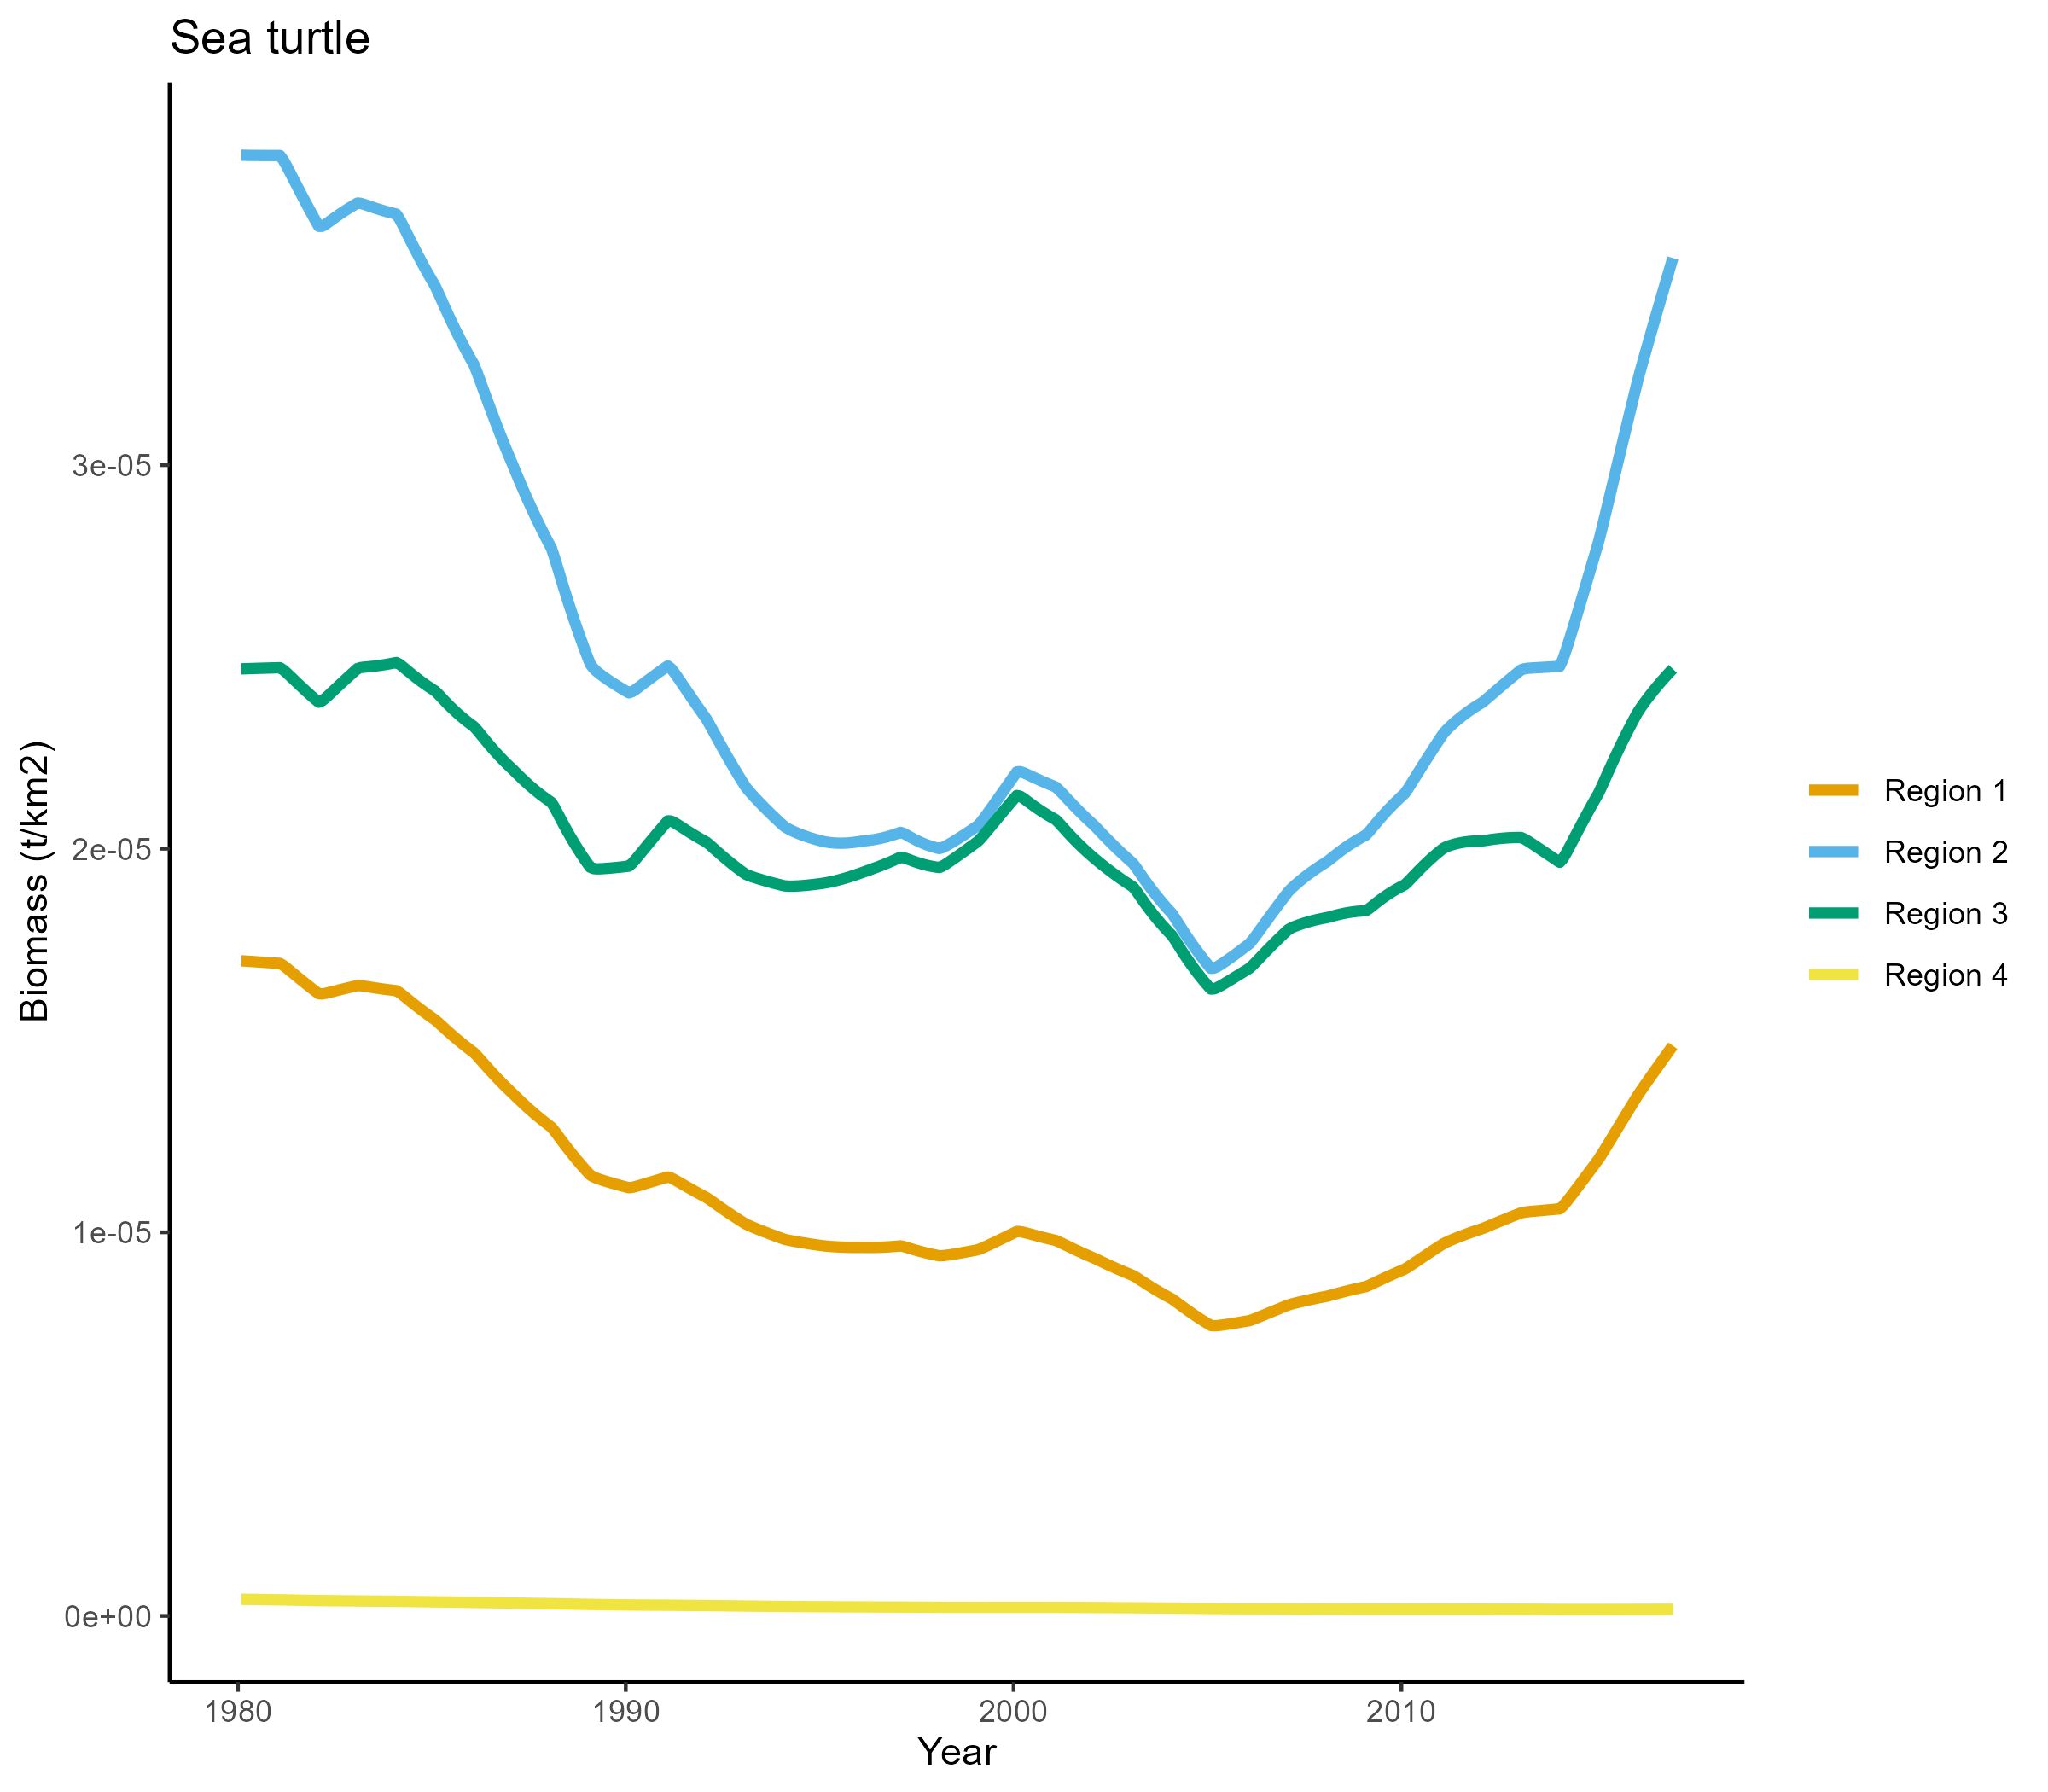 Sea turtle
Biomass (t/km2)
3e-05
2e-05
1e-05
0e+00
1980
1990
2000
2010
Year
Region 1
Region 2
Region 3
Region 4